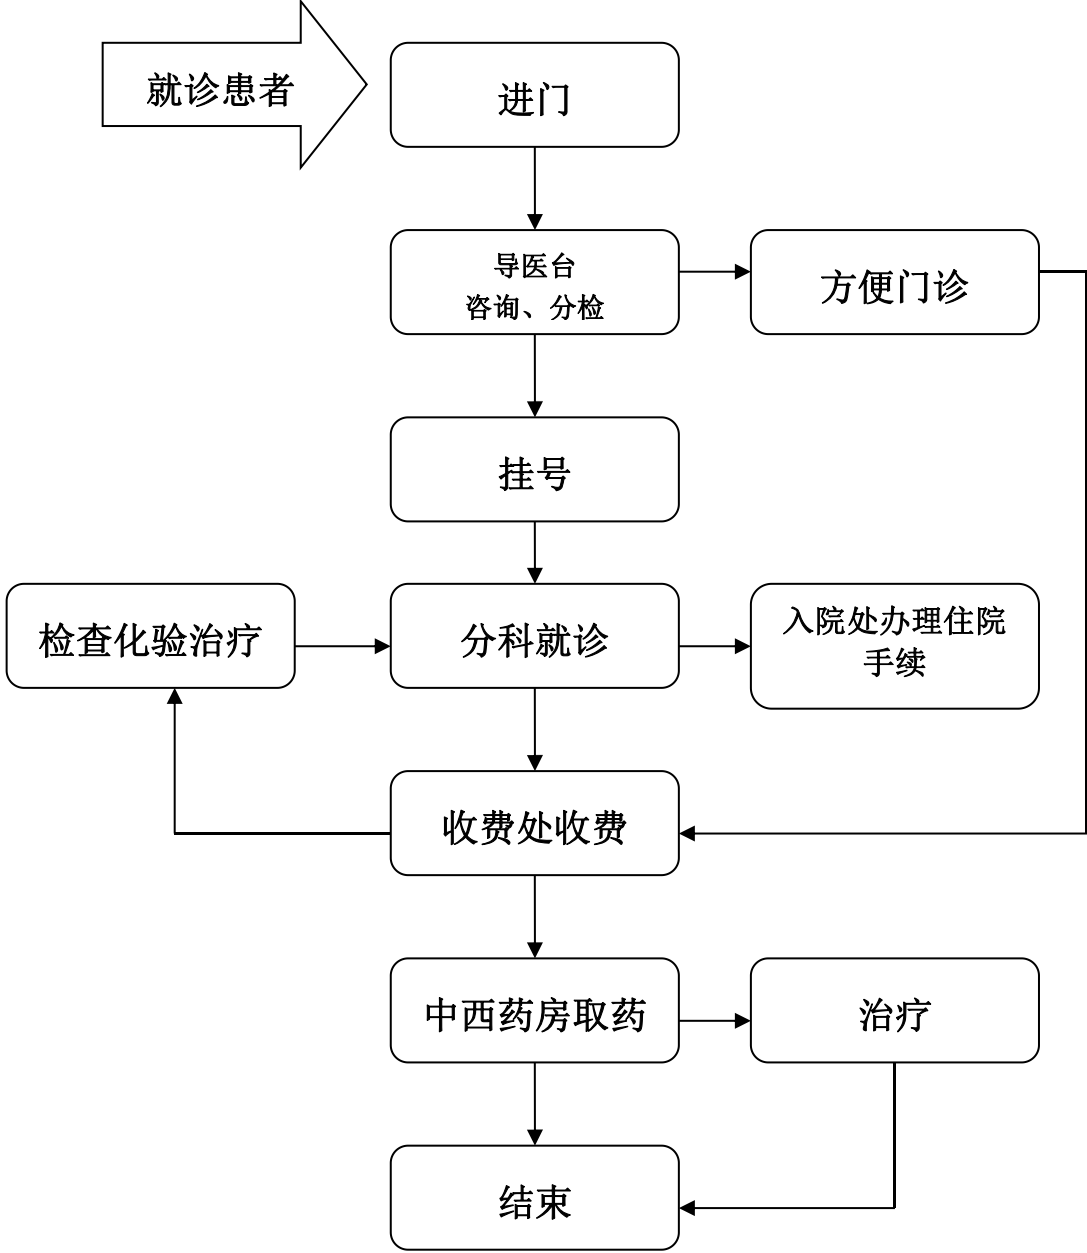 就诊患者
进门
导医台
咨询、分检
方便门诊
挂号
检查化验治疗
分科就诊
入院处办理住院
手续
收费处收费
中西药房取药
治疗
结束